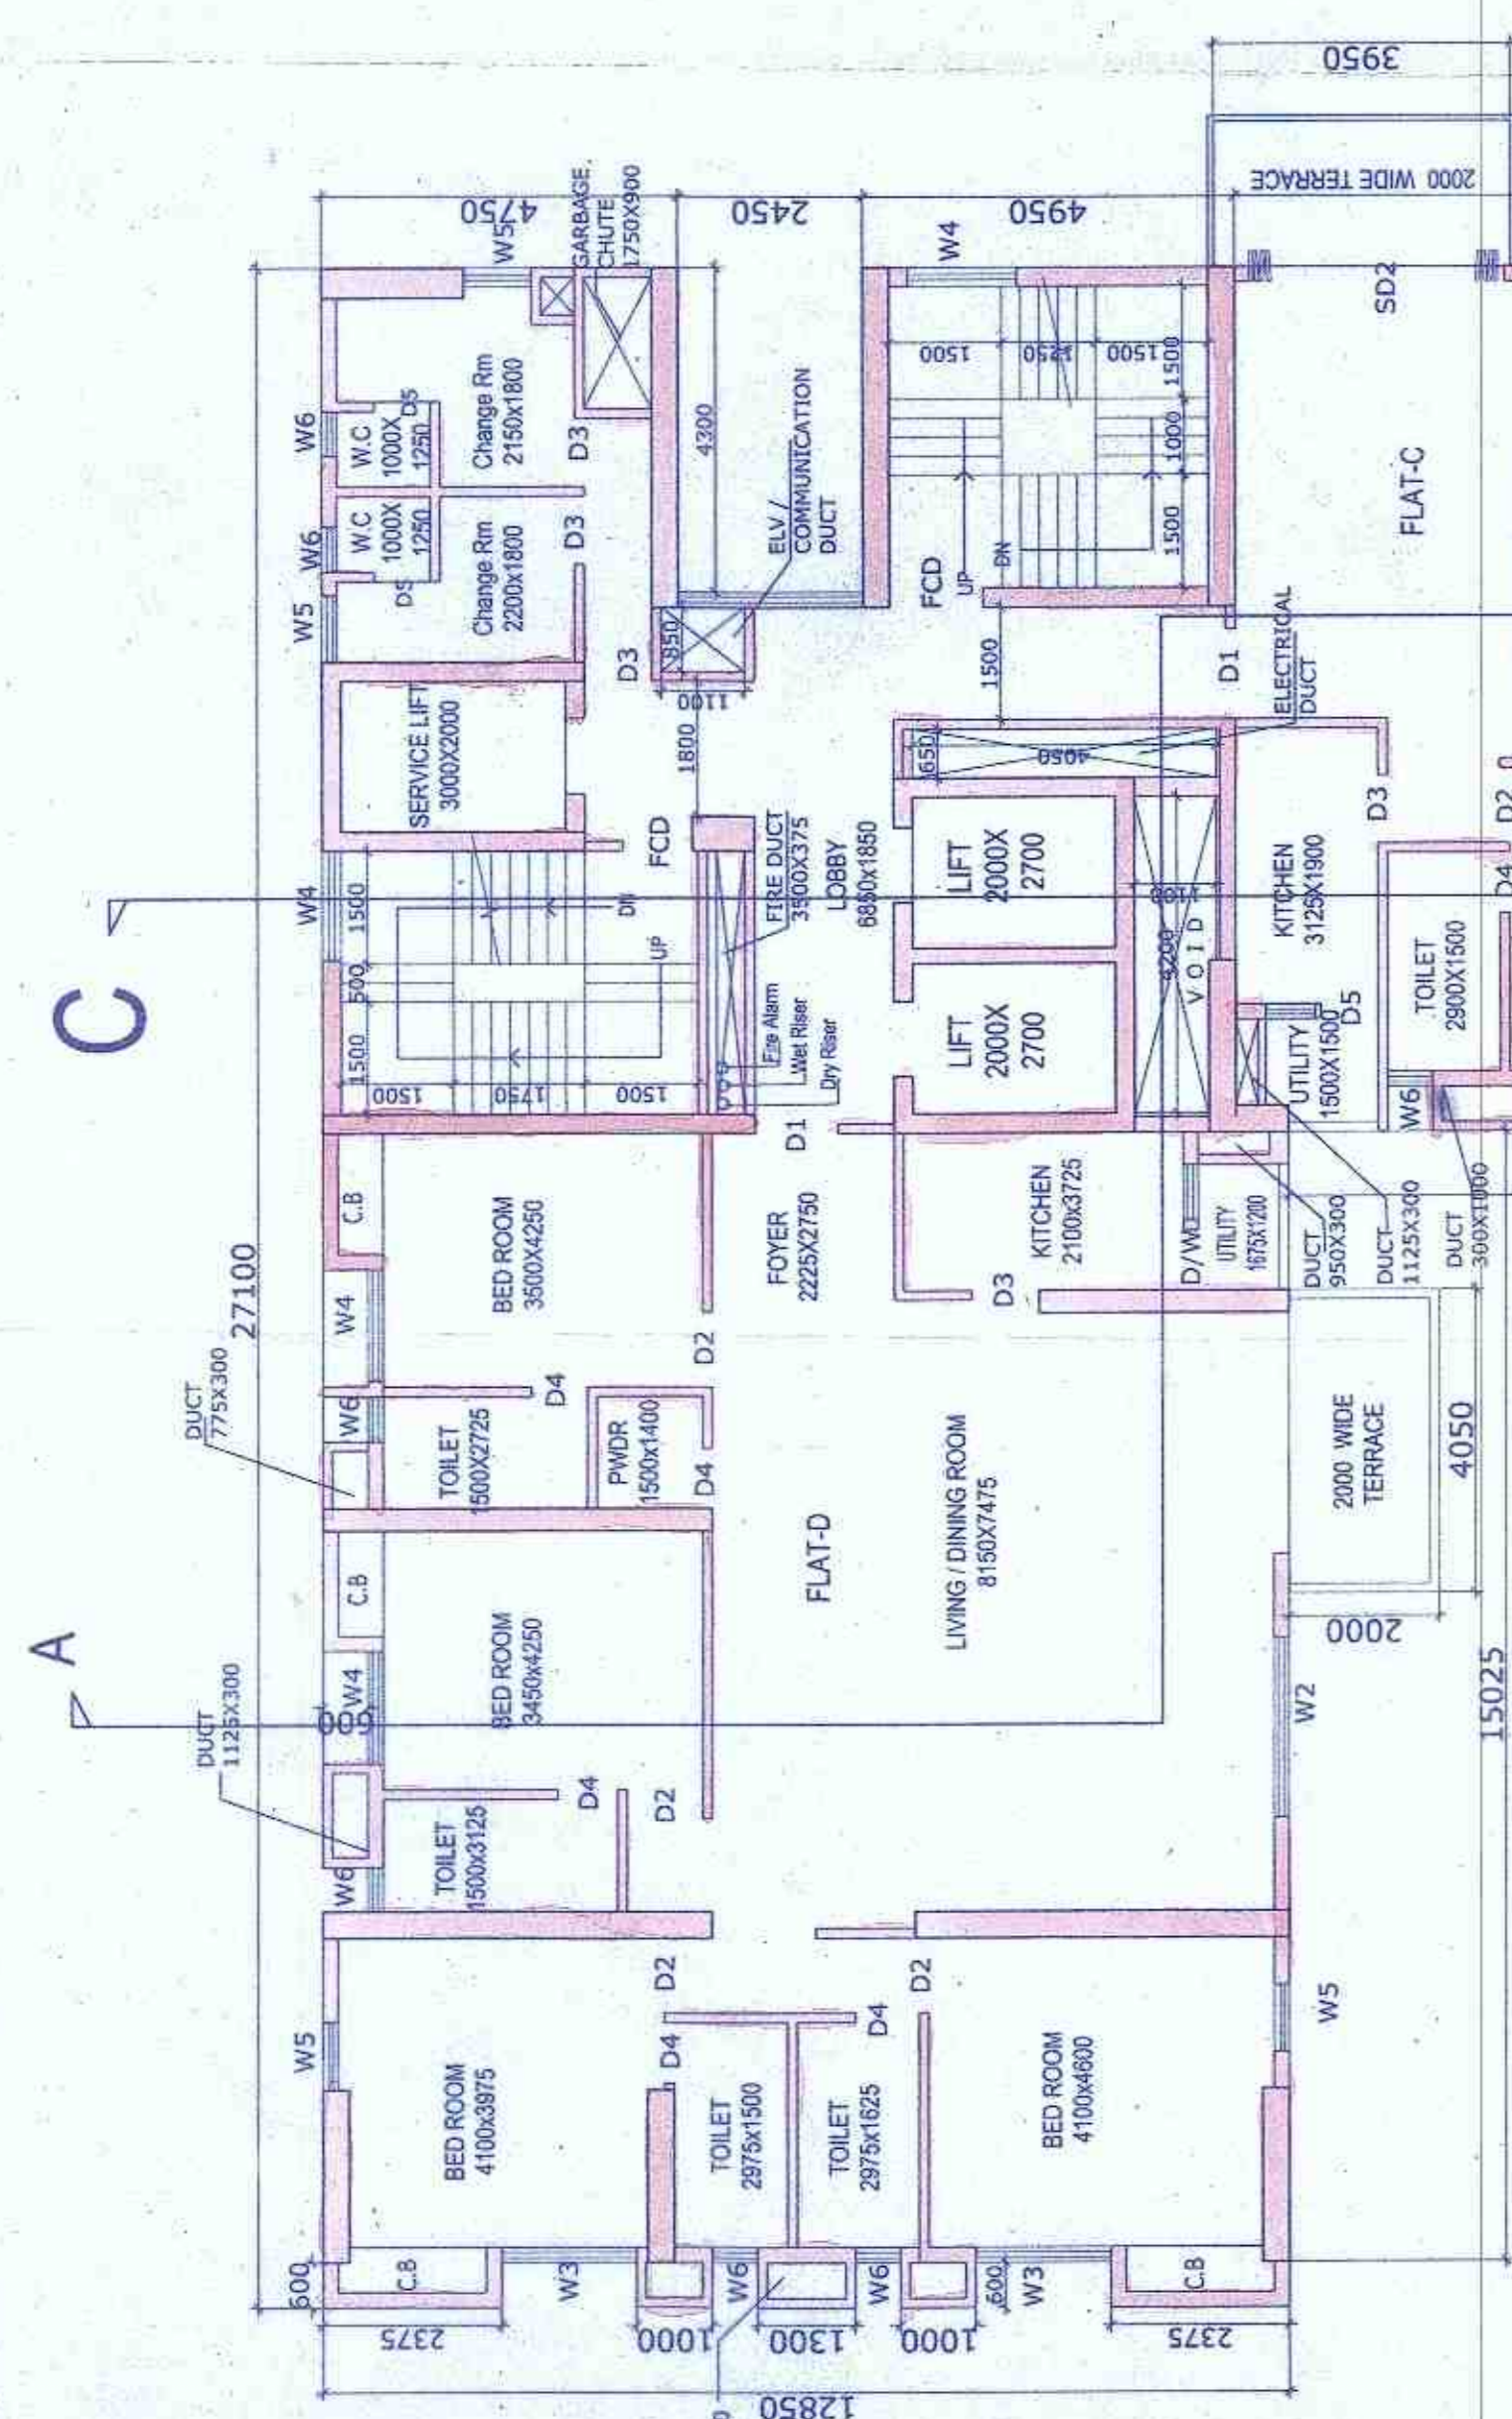 C
A
27100
DUCT
1125X300
DUCT
775X300
600
W5
W6
C.B
W4
W6
C.B
W4
W4
W5
W6
W6
600
C.B
BED ROOM
4100x3975
TOILET
1500x3125
BED ROOM
3450x4250
TOILET
1500X2725
BED ROOM
3500X4250
1500
500
1500
1500
1750
1500
UP
DN
SERVICE LIFT
3000X2000
W.C
1000X
1250
D5
W.C
1000X
1250
D5
Change Rm
2200x1800
Change Rm
2150x1800
W5
GARBAGE
CHUTE
1750X900
4750
2450
4950
3950
2375
W3
D2
D4
D4
D2
D4
PWDR
1500x1400
D4
D2
FCD
D3
D3
D3
1800
850
1100
4300
1000
W6
TOILET
2975x1500
FLAT-D
FOYER
2225X2750
D1
Fire Alarm
Wet Riser
Dry Riser
FIRE DUCT
3500X375
LOBBY
6850x1850
ELV /
COMMUNICATION
DUCT
1300
W6
TOILET
2975x1625
D4
D2
LIVING / DINING ROOM
8150X7475
D3
KITCHEN
2100x3725
LIFT
2000X
2700
LIFT
2000X
2700
650
4050
FCD
UP
DN
1500
W4
1500
1250
1500
1500
1000
1500
1000
600
W3
BED ROOM
4100x4600
C.B
2375
12850
W5
W2
D/W
UTILITY
1675X1200
4200
VOID
D1
ELECTRICAL
DUCT
2000 WIDE
TERRACE
2000
4050
15025
DUCT
950X300
DUCT
1125X300
DUCT
300X1000
UTILITY
1500X1500
D5
KITCHEN
3125X1900
D3
W6
TOILET
2900X1500
D4
D2
FLAT-C
SD2
2000 WIDE TERRACE